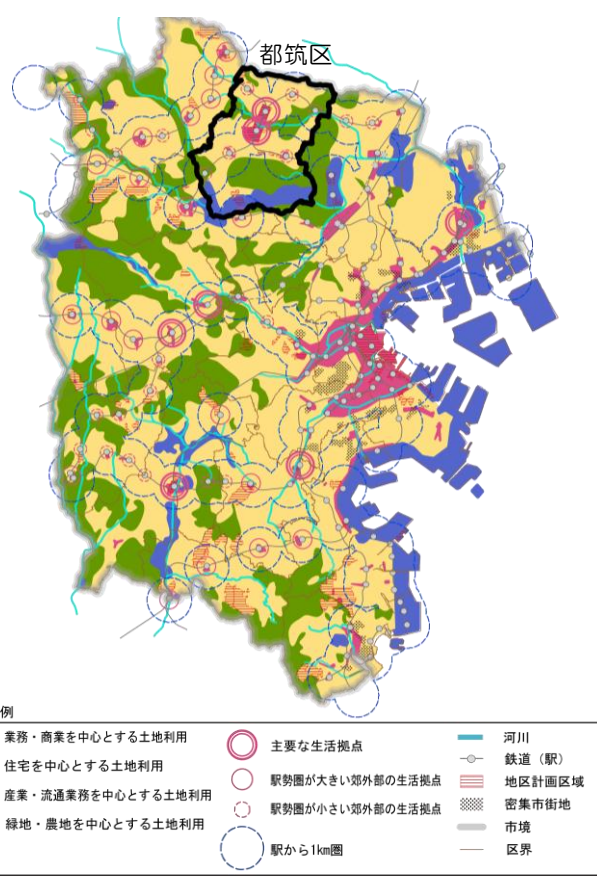 都筑区
例
業務・商業を中心とする土地利用
住宅を中心とする土地利用
産業・流通業務を中心とする土地利用
緑地・農地を中心とする土地利用
主要な生活拠点
駅勢圏が大きい郊外部の生活拠点
駅勢圏が小さい郊外部の生活拠点
駅から1km圏
河川
鉄道（駅）
地区計画区域
密集市街地
市境
区界